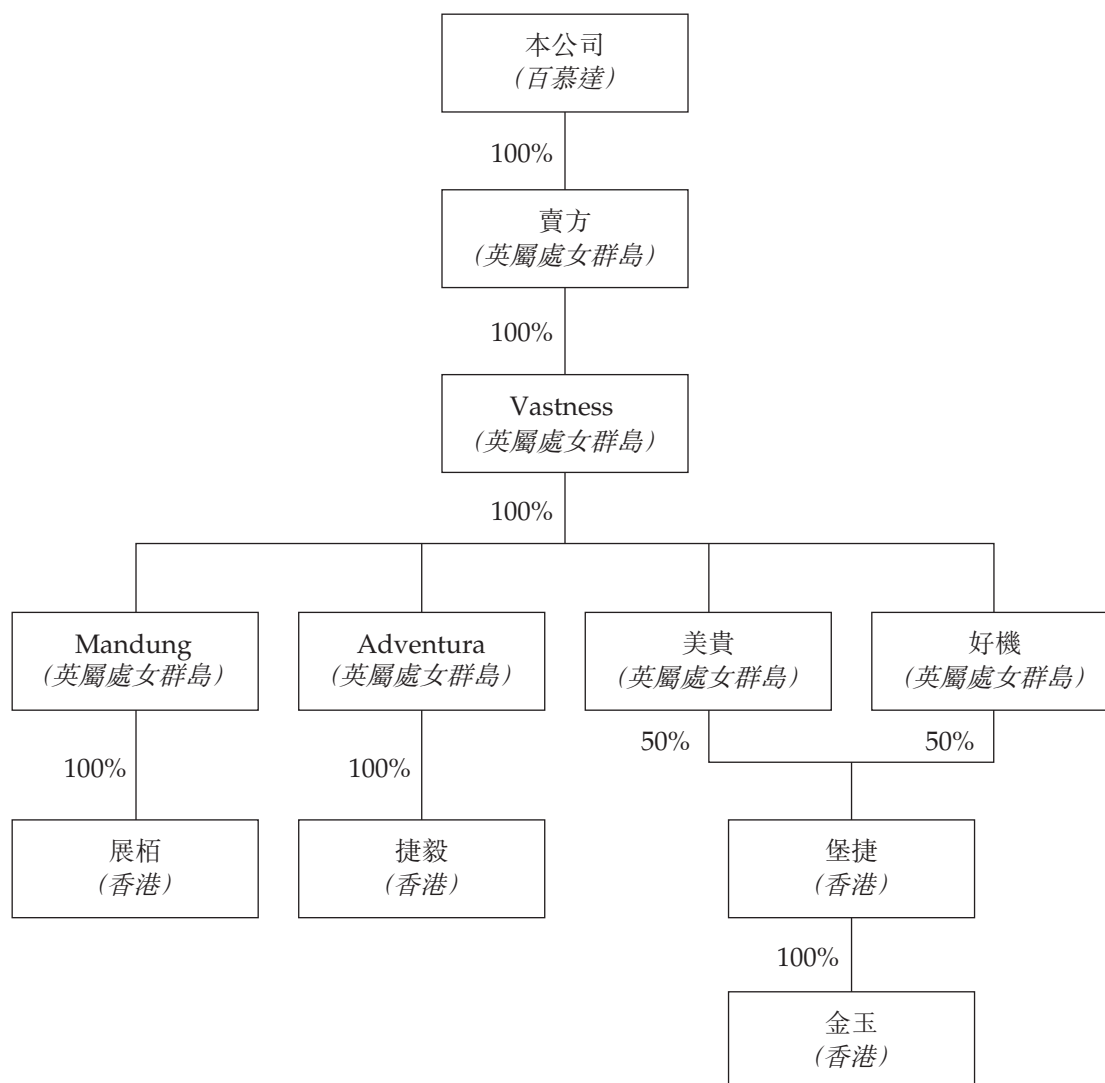 本公司
(百慕達)
100%
賣方
(英屬處女群島)
100%
Vastness
(英屬處女群島)
100%
Mandung
(英屬處女群島)
Adventura
(英屬處女群島)
美貴
(英屬處女群島)
好機
(英屬處女群島)
100%
100%
50%
50%
展栢
(香港)
捷毅
(香港)
堡捷
(香港)
100%
金玉
(香港)